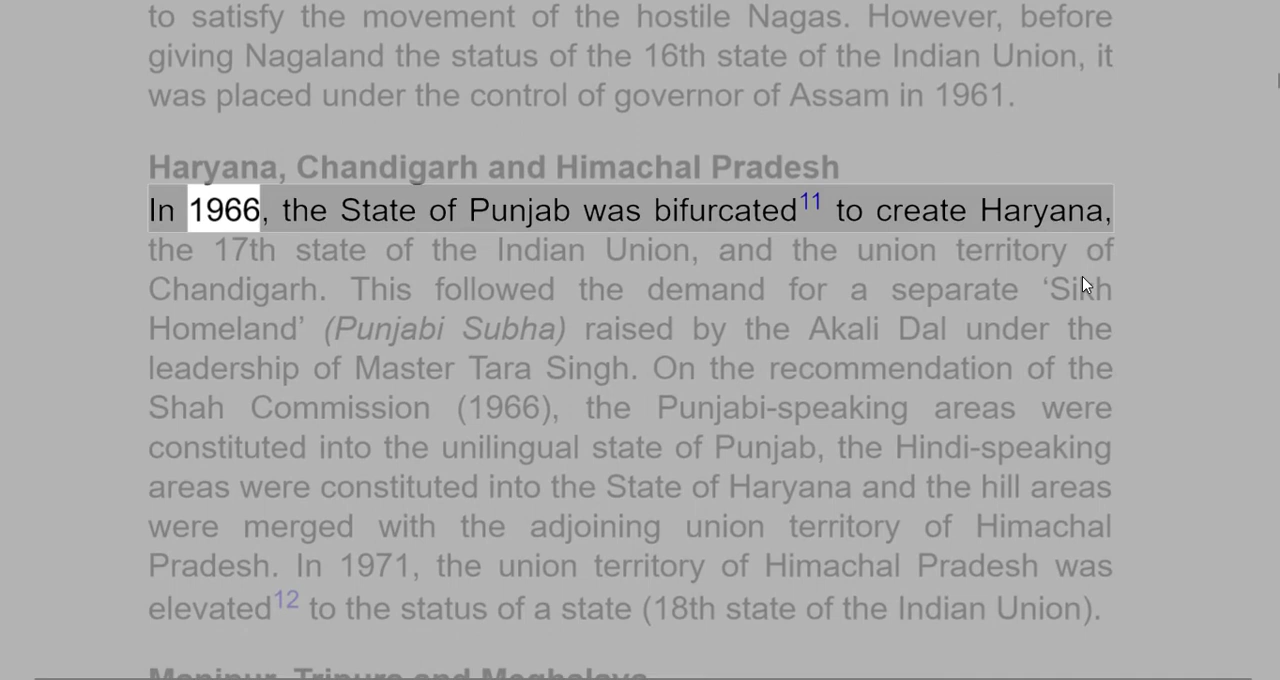 to satisfy the movement of the hostile Nagas. However, before
giving Nagaland the status of the 16th state of the Indian Union, it
was placed under the control of governor of Assam in 1961.
Haryana, Chandigarh and Himachal Pradesh
In 1966, the State of Punjab was bifurcated11 to create Haryana,
the 17th state of the Indian Union, and the union territory of
Chandigarh. This followed the demand for a separate ‘Sikh
Homeland’ (Punjabi Subha) raised by the Akali Dal under the
leadership of Master Tara Singh. On the recommendation of the
Shah Commission (1966), the Punjabi-speaking areas were
constituted into the unilingual state of Punjab, the Hindi-speaking
areas were constituted into the State of Haryana and the hill areas
were merged with the adjoining union territory of Himachal
Pradesh. In 1971, the union territory of Himachal Pradesh was
elevated12 to the status of a state (18th state of the Indian Union).
Manipur, Tripura and Meghalaya